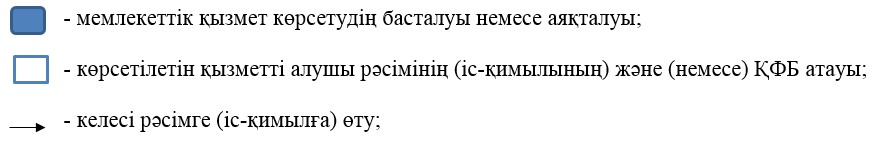 - мемлекеттік қызмет көрсетудің басталуы немесе аяқталуы;
- көрсетілетін қызметті алушы рәсімінің (іс-қимылының) және (немесе) ҚФБ атауы;
- келесі рәсімге (іс-қимылға) өту;